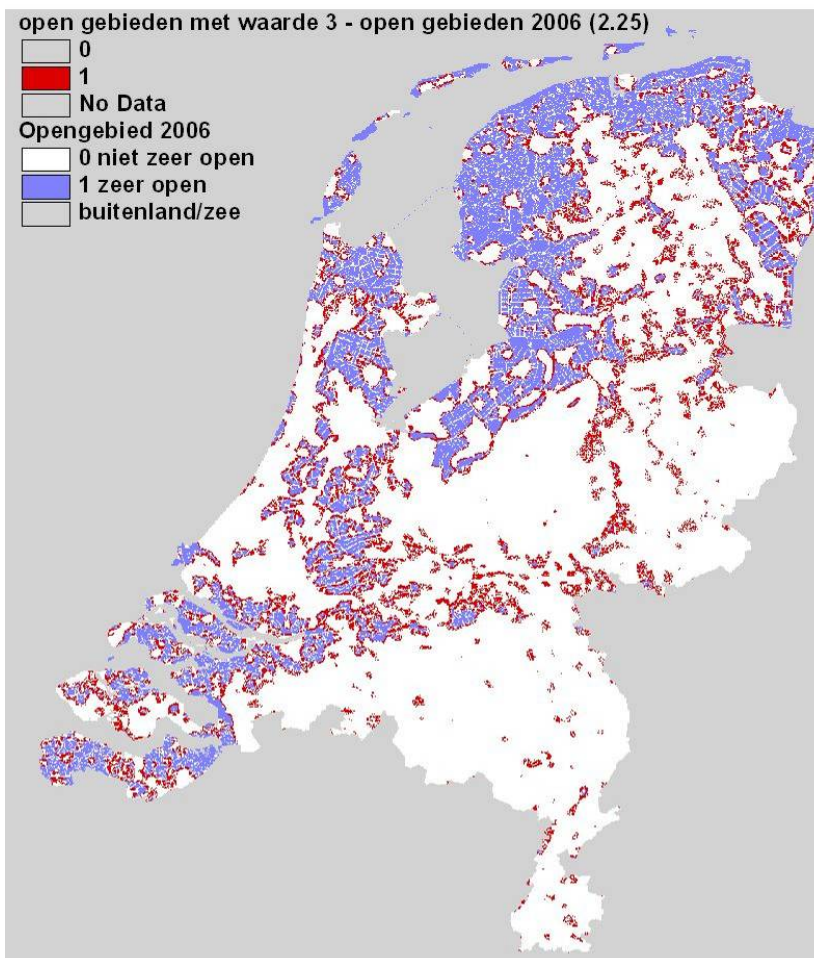 open gebieden met waarde 3 - open gebieden 2006 (2.25)
0
1
No Data
Opengebied 2006
0 niet zeer open
1 zeer open
buitenland/zee